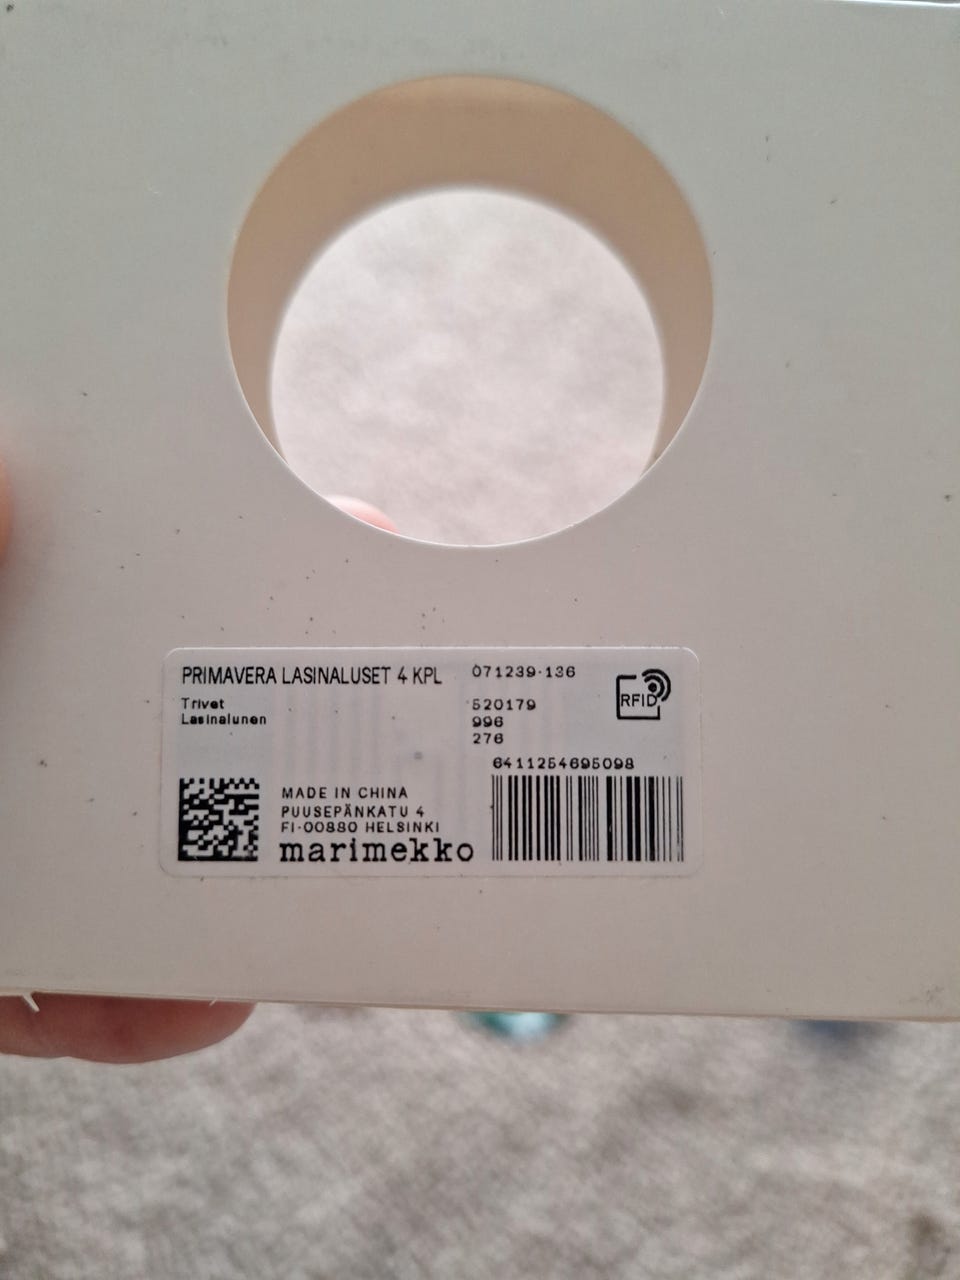 PRIMAVERA LASINALUSET 4 KPL
071239-136
Trivet
Lasinalunen
520179
996
276
RFID
6411254695098
MADE IN CHINA
PUUSEPÄNKATU 4
FI-00880 HELSINKI
marimekko